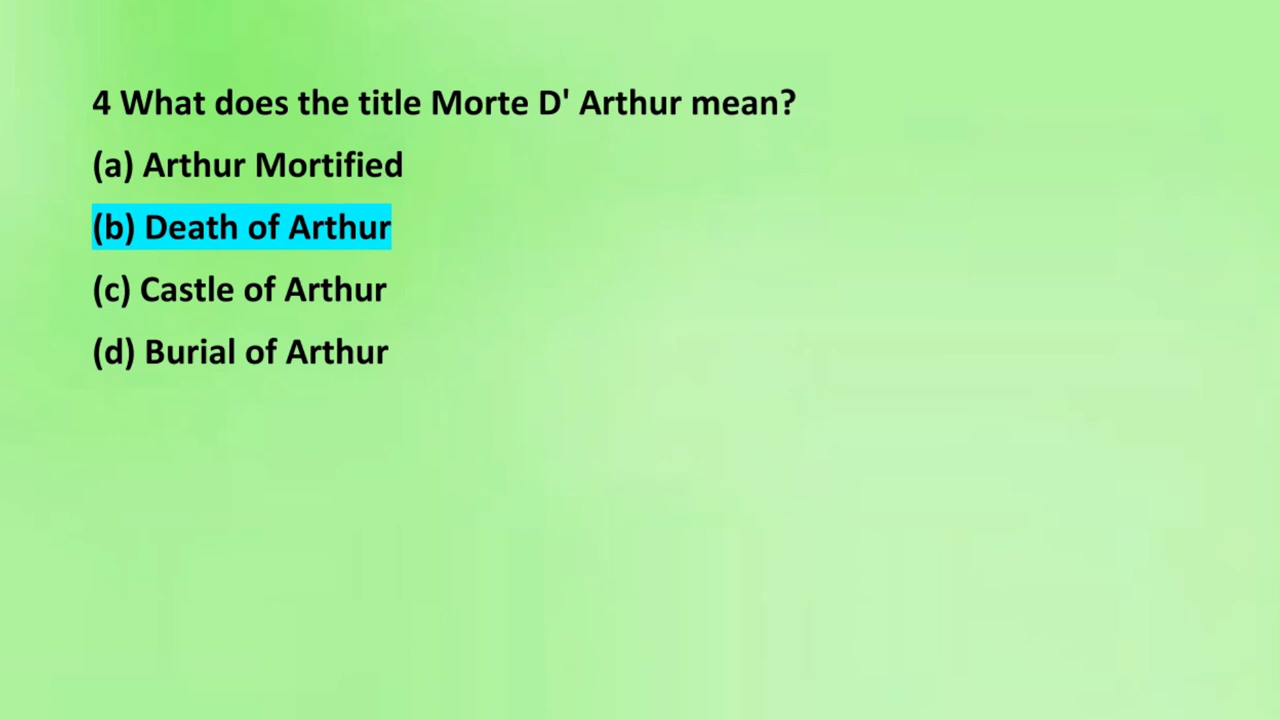 4 What does the title Morte D' Arthur mean?
(a) Arthur Mortified
(b) Death of Arthur
(c) Castle of Arthur
(d) Burial of Arthur